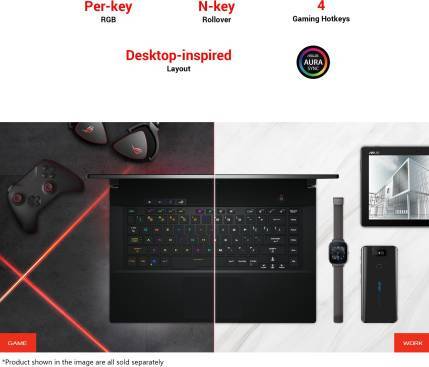 Per-key
RGB
N-key
Rollover
4
Gaming Hotkeys
Desktop-inspired
Layout
AURA
SYNC
GAME
WORK
*Product shown in the image are all sold separately